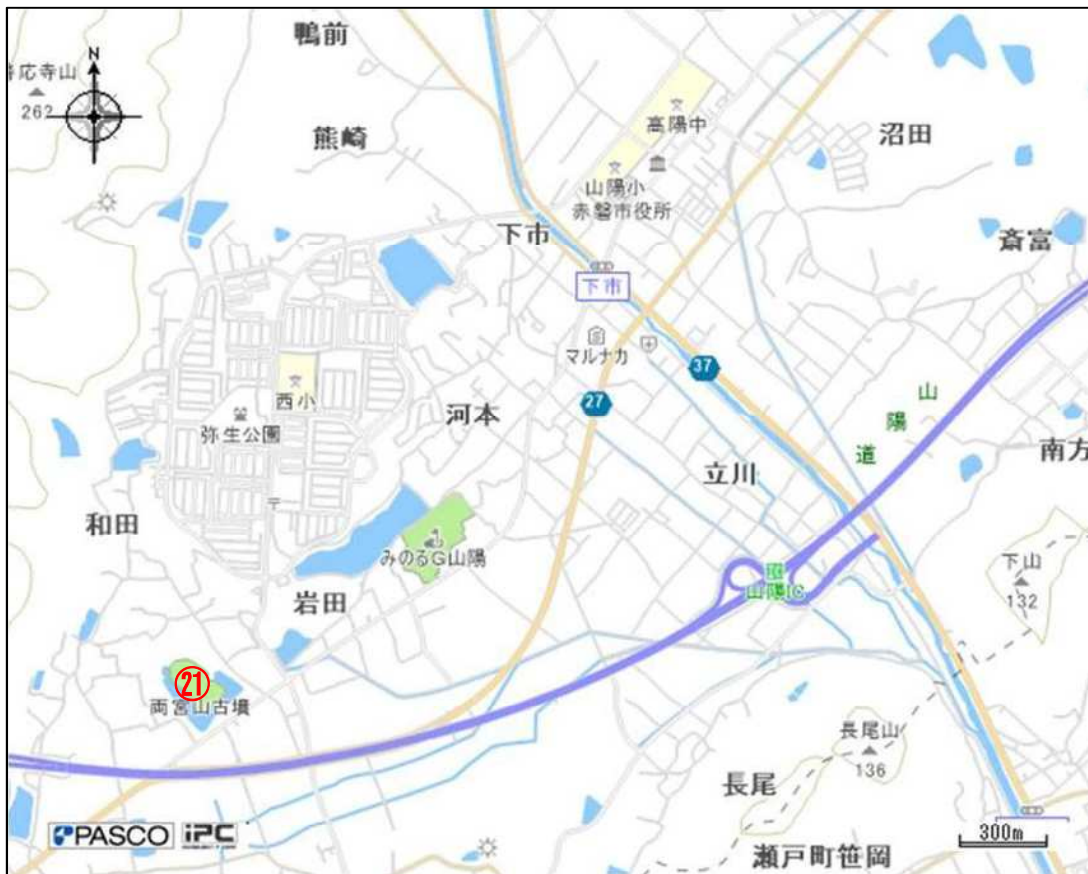 鴨前
N
応寺山
262
熊崎
高陽中
沼田
山陽小
赤磐市役所
下市
斎富
下市
マルナカ
37
西小
27
河本
弥生公園
山
陽
道
南方
立川
和田
みのるG山陽
下山
132
山陽IC
岩田
㉑
両宮山古墳
長尾山
136
長尾
PASCO iPC
300m
瀬戸町笹岡